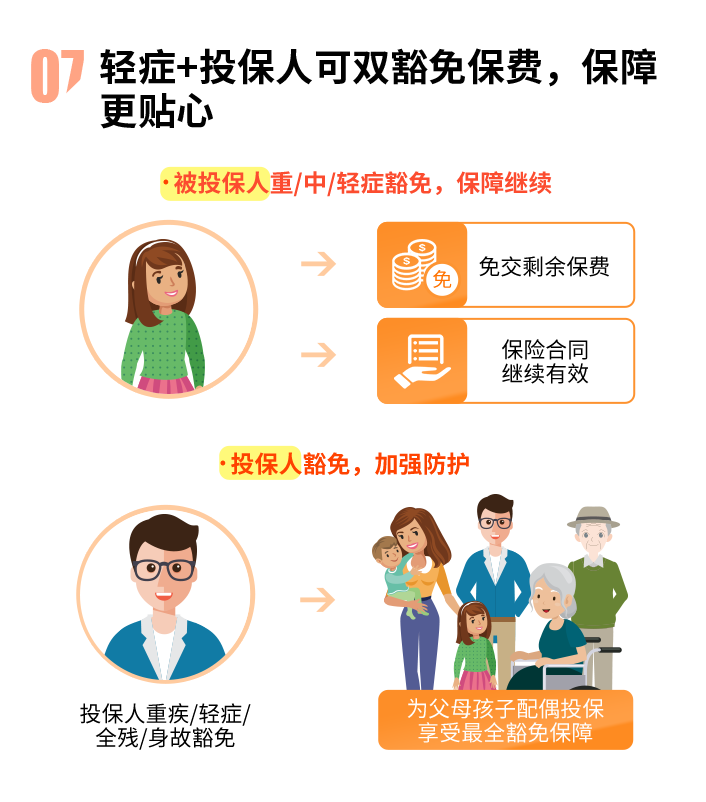 07 轻症+投保人可双豁免保费，保障
更贴心
·被投保人重/中/轻症豁免，保障继续
免
免交剩余保费
保险合同
继续有效
·投保人豁免，加强防护
投保人重疾/轻症/
全残/身故豁免
为父母孩子配偶投保
享受最全豁免保障